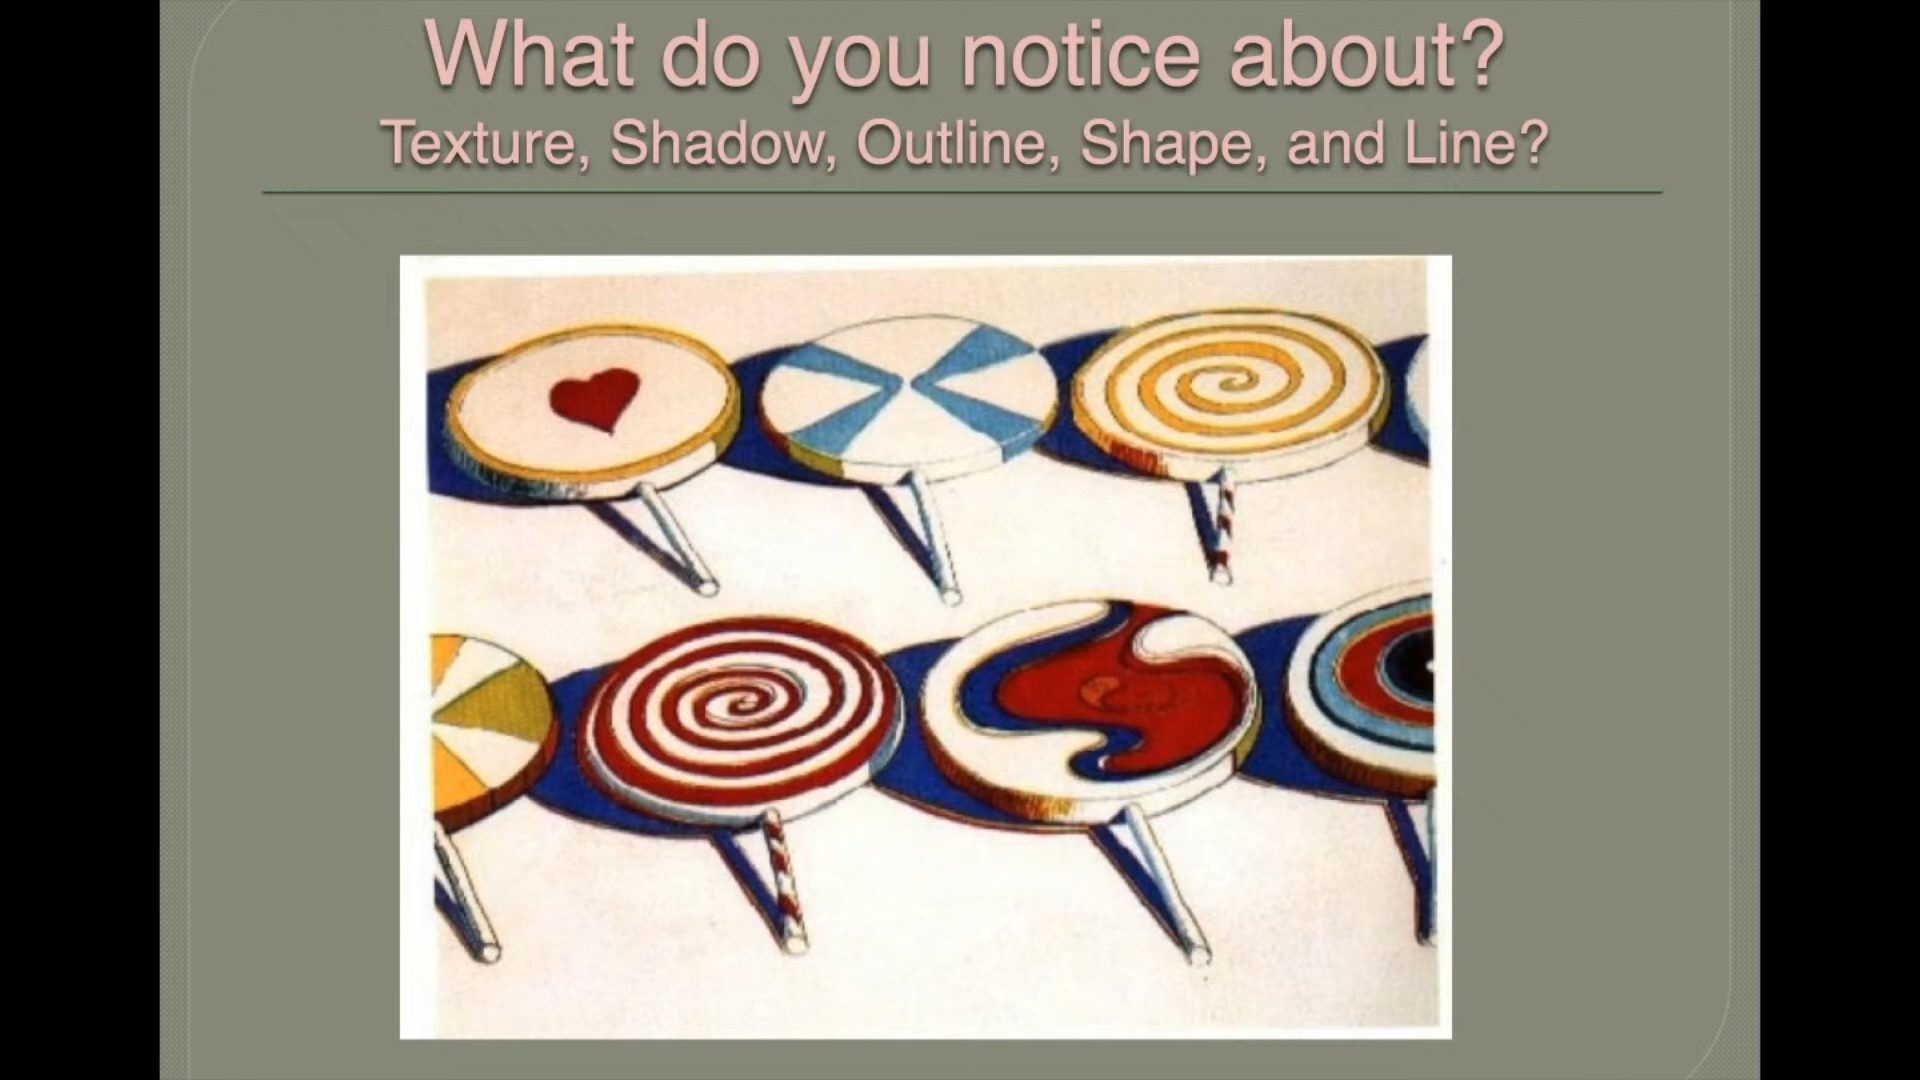 What do you notice about?
Texture, Shadow, Outline, Shape, and Line?